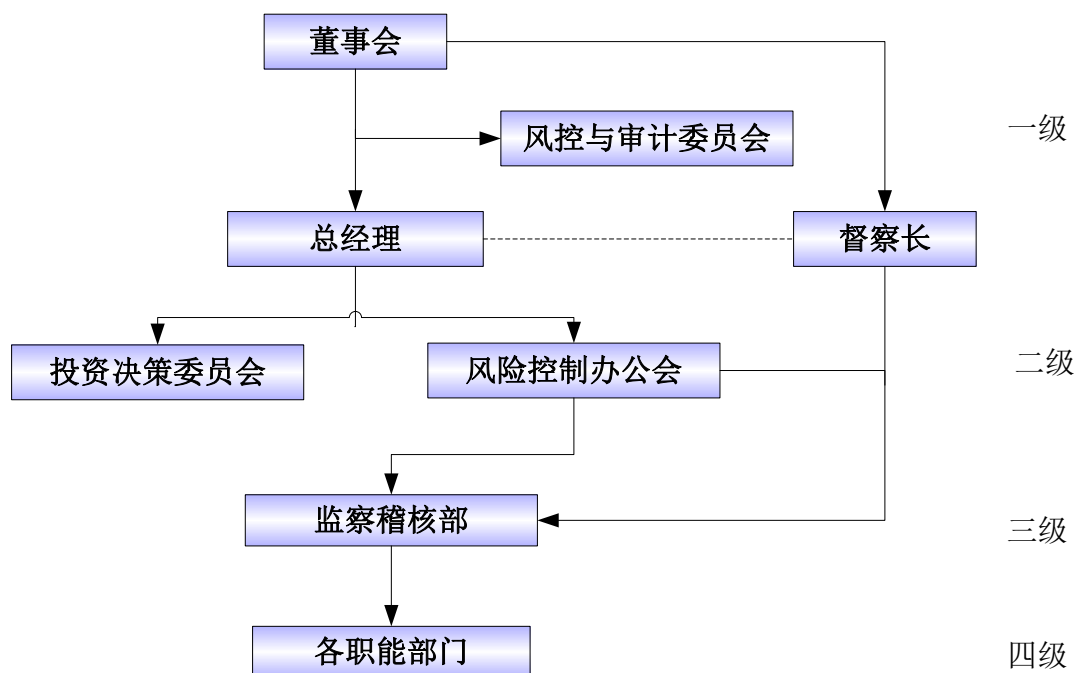 董事会
风控与审计委员会
一级
总经理
督察长
投资决策委员会
风险控制办公会
二级
监察稽核部
三级
各职能部门
四级